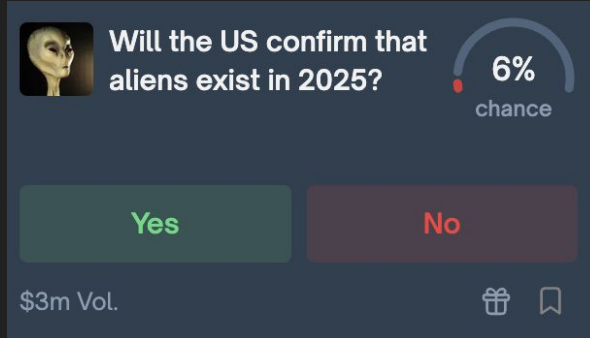 Will the US confirm that
aliens exist in 2025?
6%
chance
Yes
No
$3m Vol.